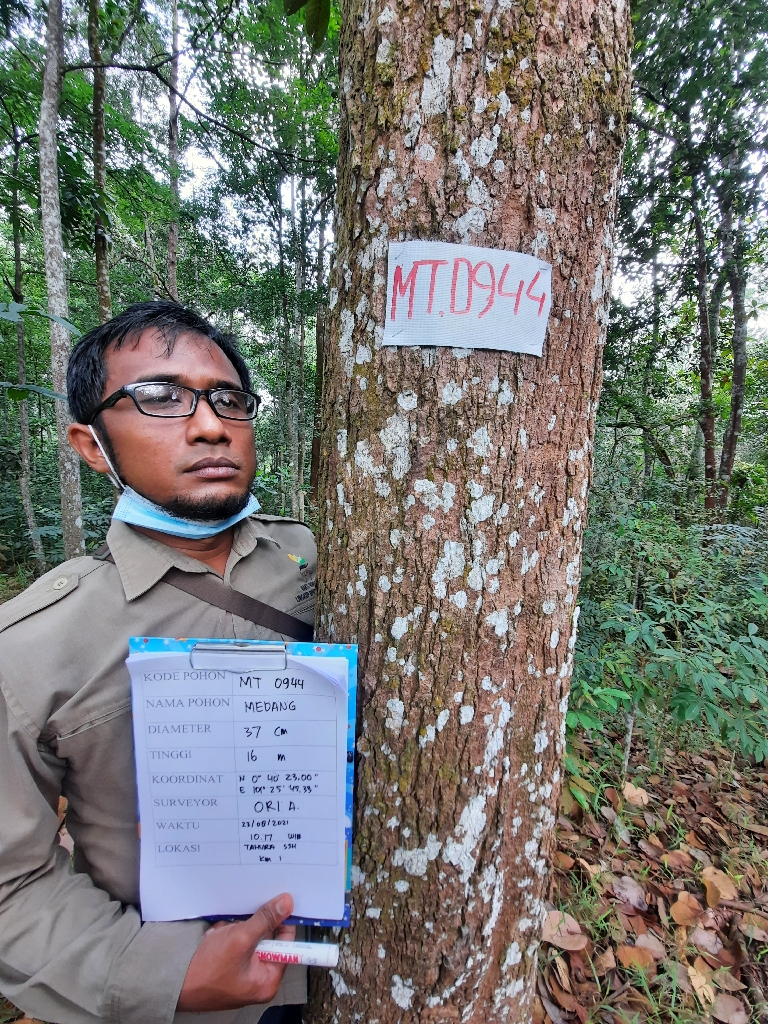 MT.D944
KODE POHON MT 0944
NAMA POHON MEDANG
DIAMETER 37 Cm
TINGGI 16 m
KOORDINAT N 0° 40' 23.00"
E 101° 25' 49.33"
SURVEYOR ORI A.
WAKTU 23/08/2021
10.17 WIB
LOKASI TAHURA SSH
Km 1
SNOWMAN